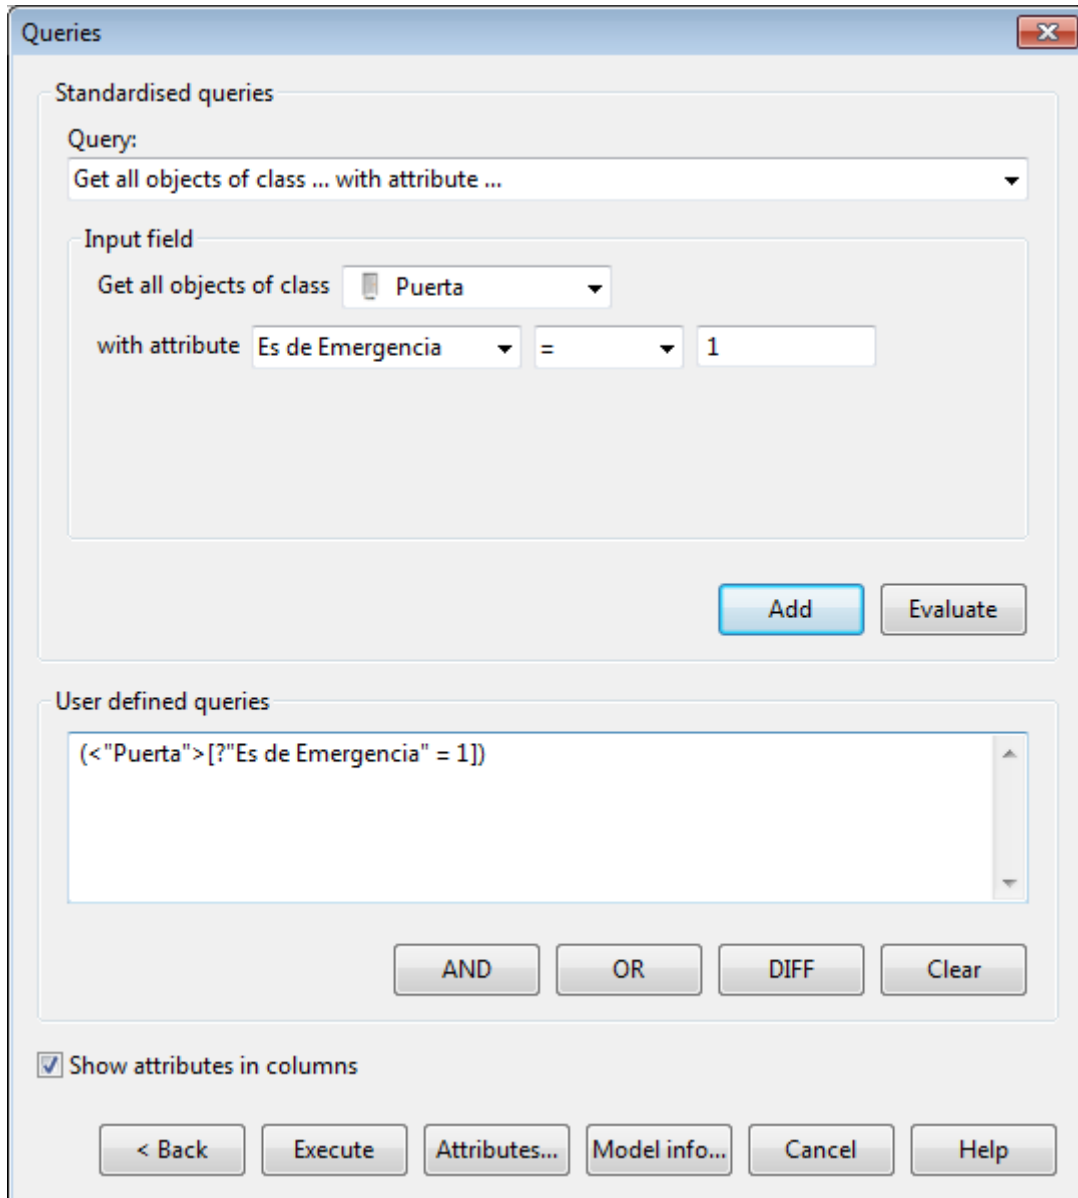 Queries
Standardised queries
Query:
Get all objects of class ... with attribute ...
Input field
Get all objects of class Puerta
with attribute Es de Emergencia = 1
Add Evaluate
User defined queries
(<"Puerta">[?"Es de Emergencia" = 1])
AND OR DIFF Clear
Show attributes in columns
< Back Execute Attributes... Model info... Cancel Help